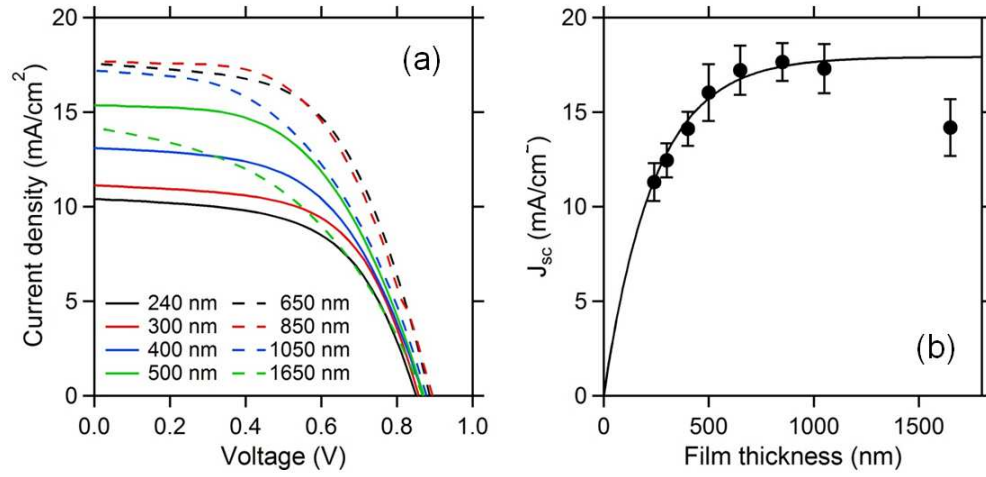 20
15
10
5
0
Current density (mA/cm²)
(a)
240 nm
300 nm
400 nm
500 nm
650 nm
850 nm
1050 nm
1650 nm
0.0 0.2 0.4 0.6 0.8 1.0
Voltage (V)
20
15
10
5
0
Jsc (mA/cm²)
(b)
0 500 1000 1500
Film thickness (nm)